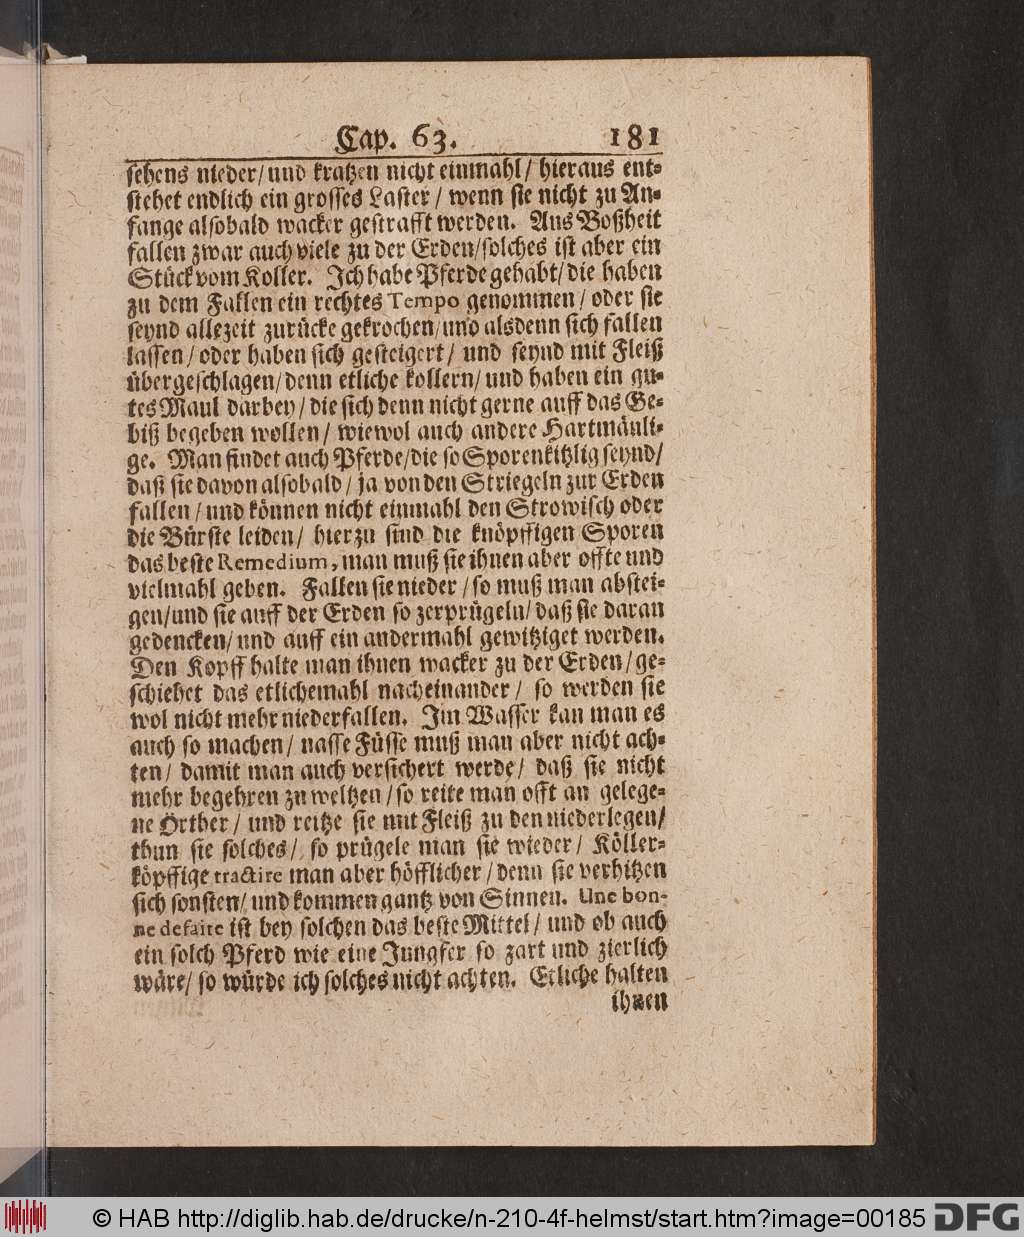 Cap. 63. 181
sehens nieder/ und kratzen nicht einmahl/ hieraus ent-
stehet endlich ein grosses Laster/ wenn sie nicht zu An-
fange alsobald wacker gestrafft werden. Aus Boßheit
fallen zwar auch viele zu der Erden/ solches ist aber ein
Stück vom Koller. Ich habe Pferde gehabt/ die haben
zu dem Fallen ein rechtes Tempo genommen/ oder sie
seynd allezeit zurücke gekrochen/ und alsdenn sich fallen
lassen/ oder haben sich gesteigert/ und seynd mit Fleiß
übergeschlagen/ denn etliche kollern/ und haben ein gu-
tes Maul darbey/ die sich denn nicht gerne auff das Ge-
biß begeben wollen/ wiewol auch andere Hartmäuli-
ge. Man findet auch Pferde/ die so Sporenkitzlig seynd/
daß sie davon alsobald/ ja von den Striegeln zur Erden
fallen/ und können nicht einmahl den Strowisch oder
die Bürste leiden/ hierzu sind die knöpffigen Sporen
das beste Remedium, man muß sie ihnen aber offte und
vielmahl geben. Fallen sie nieder/ so muß man abstei-
gen/ und sie auff der Erden so zerprügeln/ daß sie daran
gedencken/ und auff ein andermahl gewitziget werden.
Den Kopff halte man ihnen wacker zu der Erden/ ge-
schiehet das etlichemahl nacheinander/ so werden sie
wol nicht mehr niederfallen. Im Wasser kan man es
auch so machen/ nasse Füsse muß man aber nicht ach-
ten/ damit man auch versichert werde/ daß sie nicht
mehr begehren zu weltzen/ so reite man offt an gelege-
ne Örther/ und reitze sie mit Fleiß zu den niederlegen/
thun sie solches/ so prügele man sie wieder/ Köller-
köpffige tractire man aber höfflicher/ denn sie verhitzen
sich sonsten/ und kommen gantz von Sinnen. Une bon-
ne defaite ist bey solchen das beste Mittel/ und ob auch
ein solch Pferd wie eine Jungfer so zart und zierlich
wäre/ so würde ich solches nicht achten. Etliche halten
ihnen
© HAB http://diglib.hab.de/drucke/n-210-4f-helmst/start.htm?image=00185 DFG